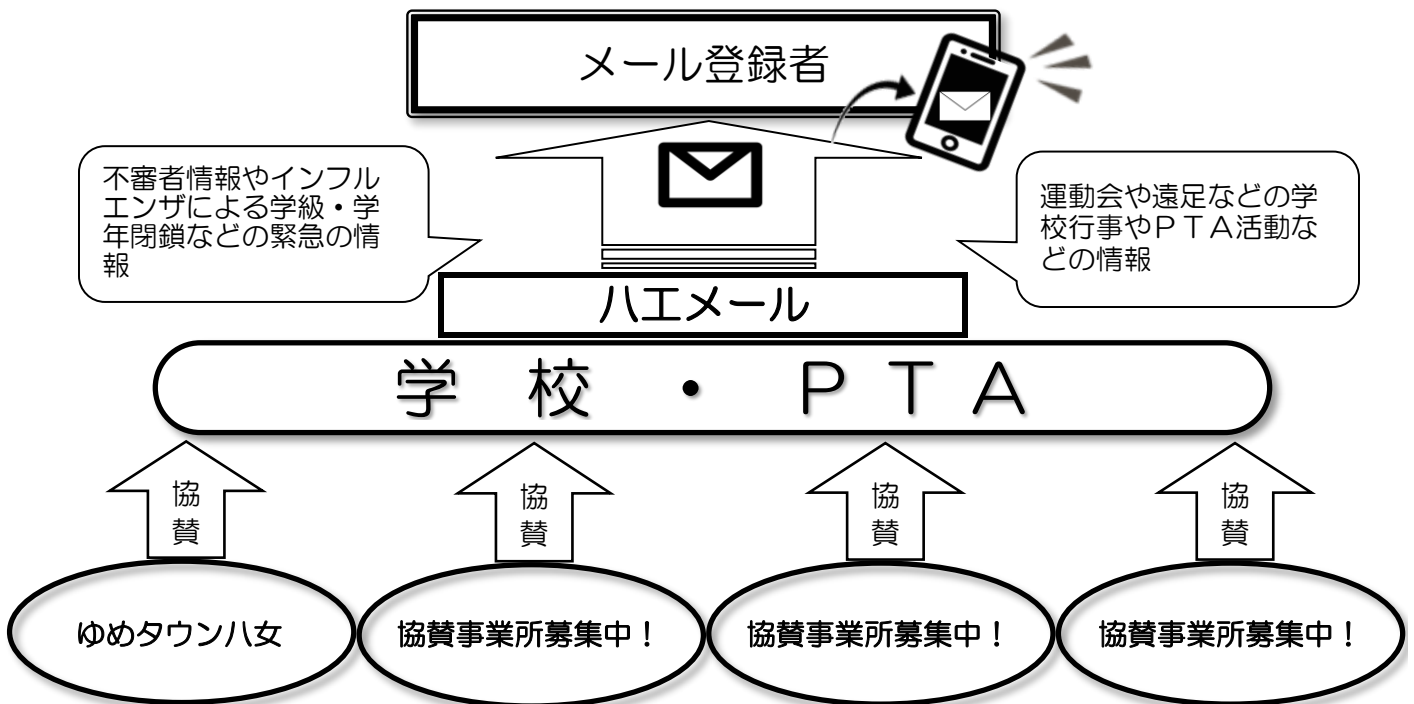 メール登録者
不審者情報やインフル
エンザによる学級・学
年閉鎖などの緊急の情
報
運動会や遠足などの学
校行事やＰＴＡ活動な
どの情報
ハエメール
学校・ＰＴＡ
協
賛
協
賛
協
賛
協
賛
ゆめタウン八女
協賛事業所募集中！
協賛事業所募集中！
協賛事業所募集中！